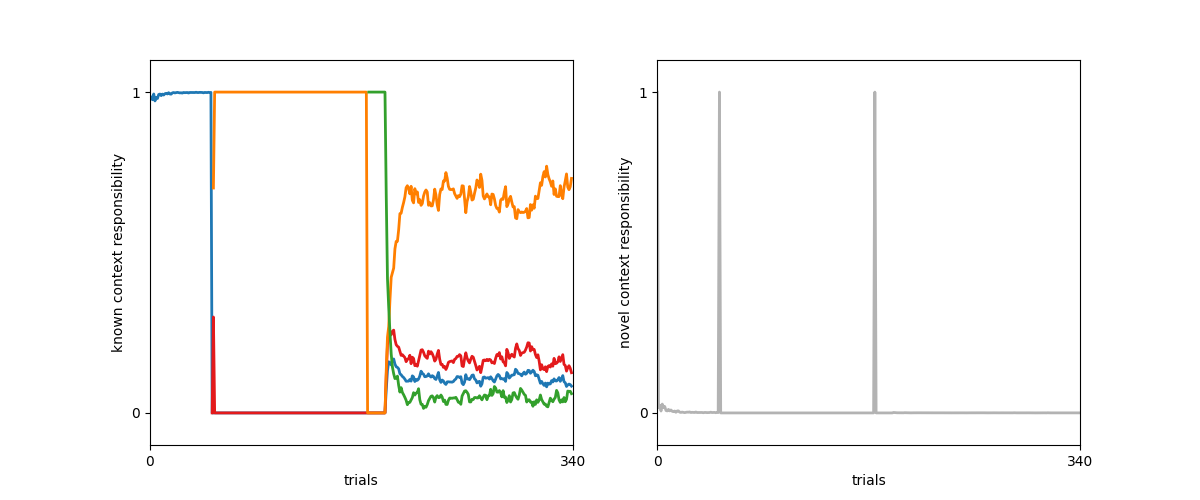 known context responsibility
1
0
0
340
trials
novel context responsibility
1
0
0
340
trials